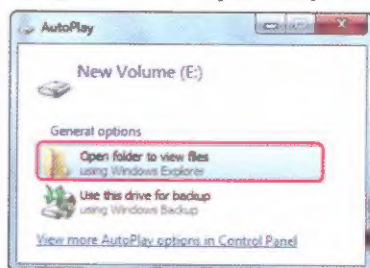 AutoPlay
New Volume (E:)
General options
Open folder to view files
using Windows Explorer
Use this drive for backup
using Windows Backup
View more AutoPlay options in Control Panel